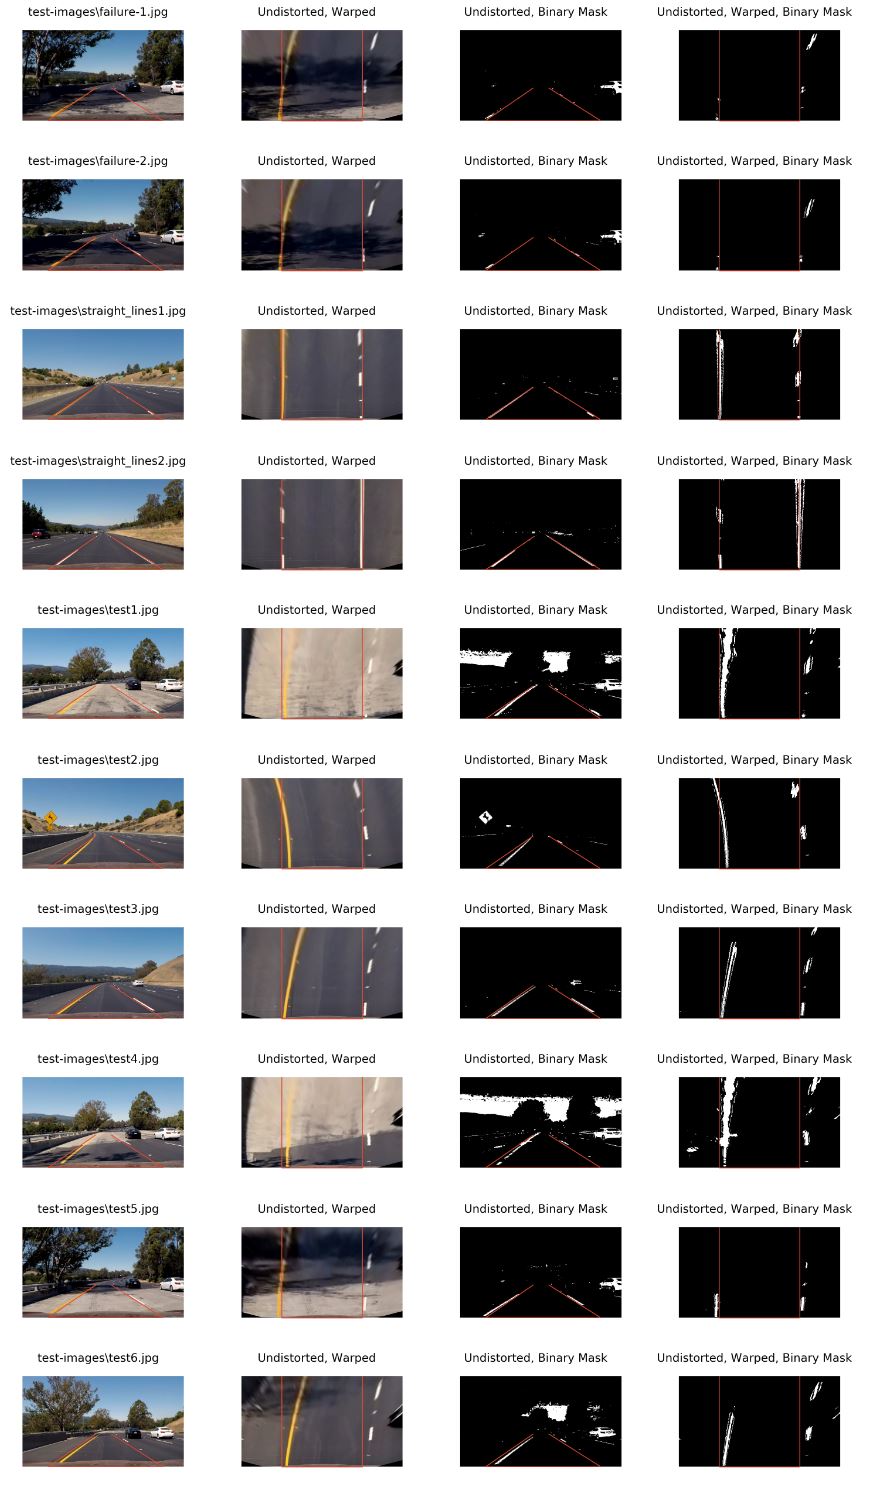 test-images\failure-1.jpg Undistorted, Warped Undistorted, Binary Mask Undistorted, Warped, Binary Mask
test-images\failure-2.jpg Undistorted, Warped Undistorted, Binary Mask Undistorted, Warped, Binary Mask
test-images\straight_lines1.jpg Undistorted, Warped Undistorted, Binary Mask Undistorted, Warped, Binary Mask
test-images\straight_lines2.jpg Undistorted, Warped Undistorted, Binary Mask Undistorted, Warped, Binary Mask
test-images\test1.jpg Undistorted, Warped Undistorted, Binary Mask Undistorted, Warped, Binary Mask
test-images\test2.jpg Undistorted, Warped Undistorted, Binary Mask Undistorted, Warped, Binary Mask
test-images\test3.jpg Undistorted, Warped Undistorted, Binary Mask Undistorted, Warped, Binary Mask
test-images\test4.jpg Undistorted, Warped Undistorted, Binary Mask Undistorted, Warped, Binary Mask
test-images\test5.jpg Undistorted, Warped Undistorted, Binary Mask Undistorted, Warped, Binary Mask
test-images\test6.jpg Undistorted, Warped Undistorted, Binary Mask Undistorted, Warped, Binary Mask